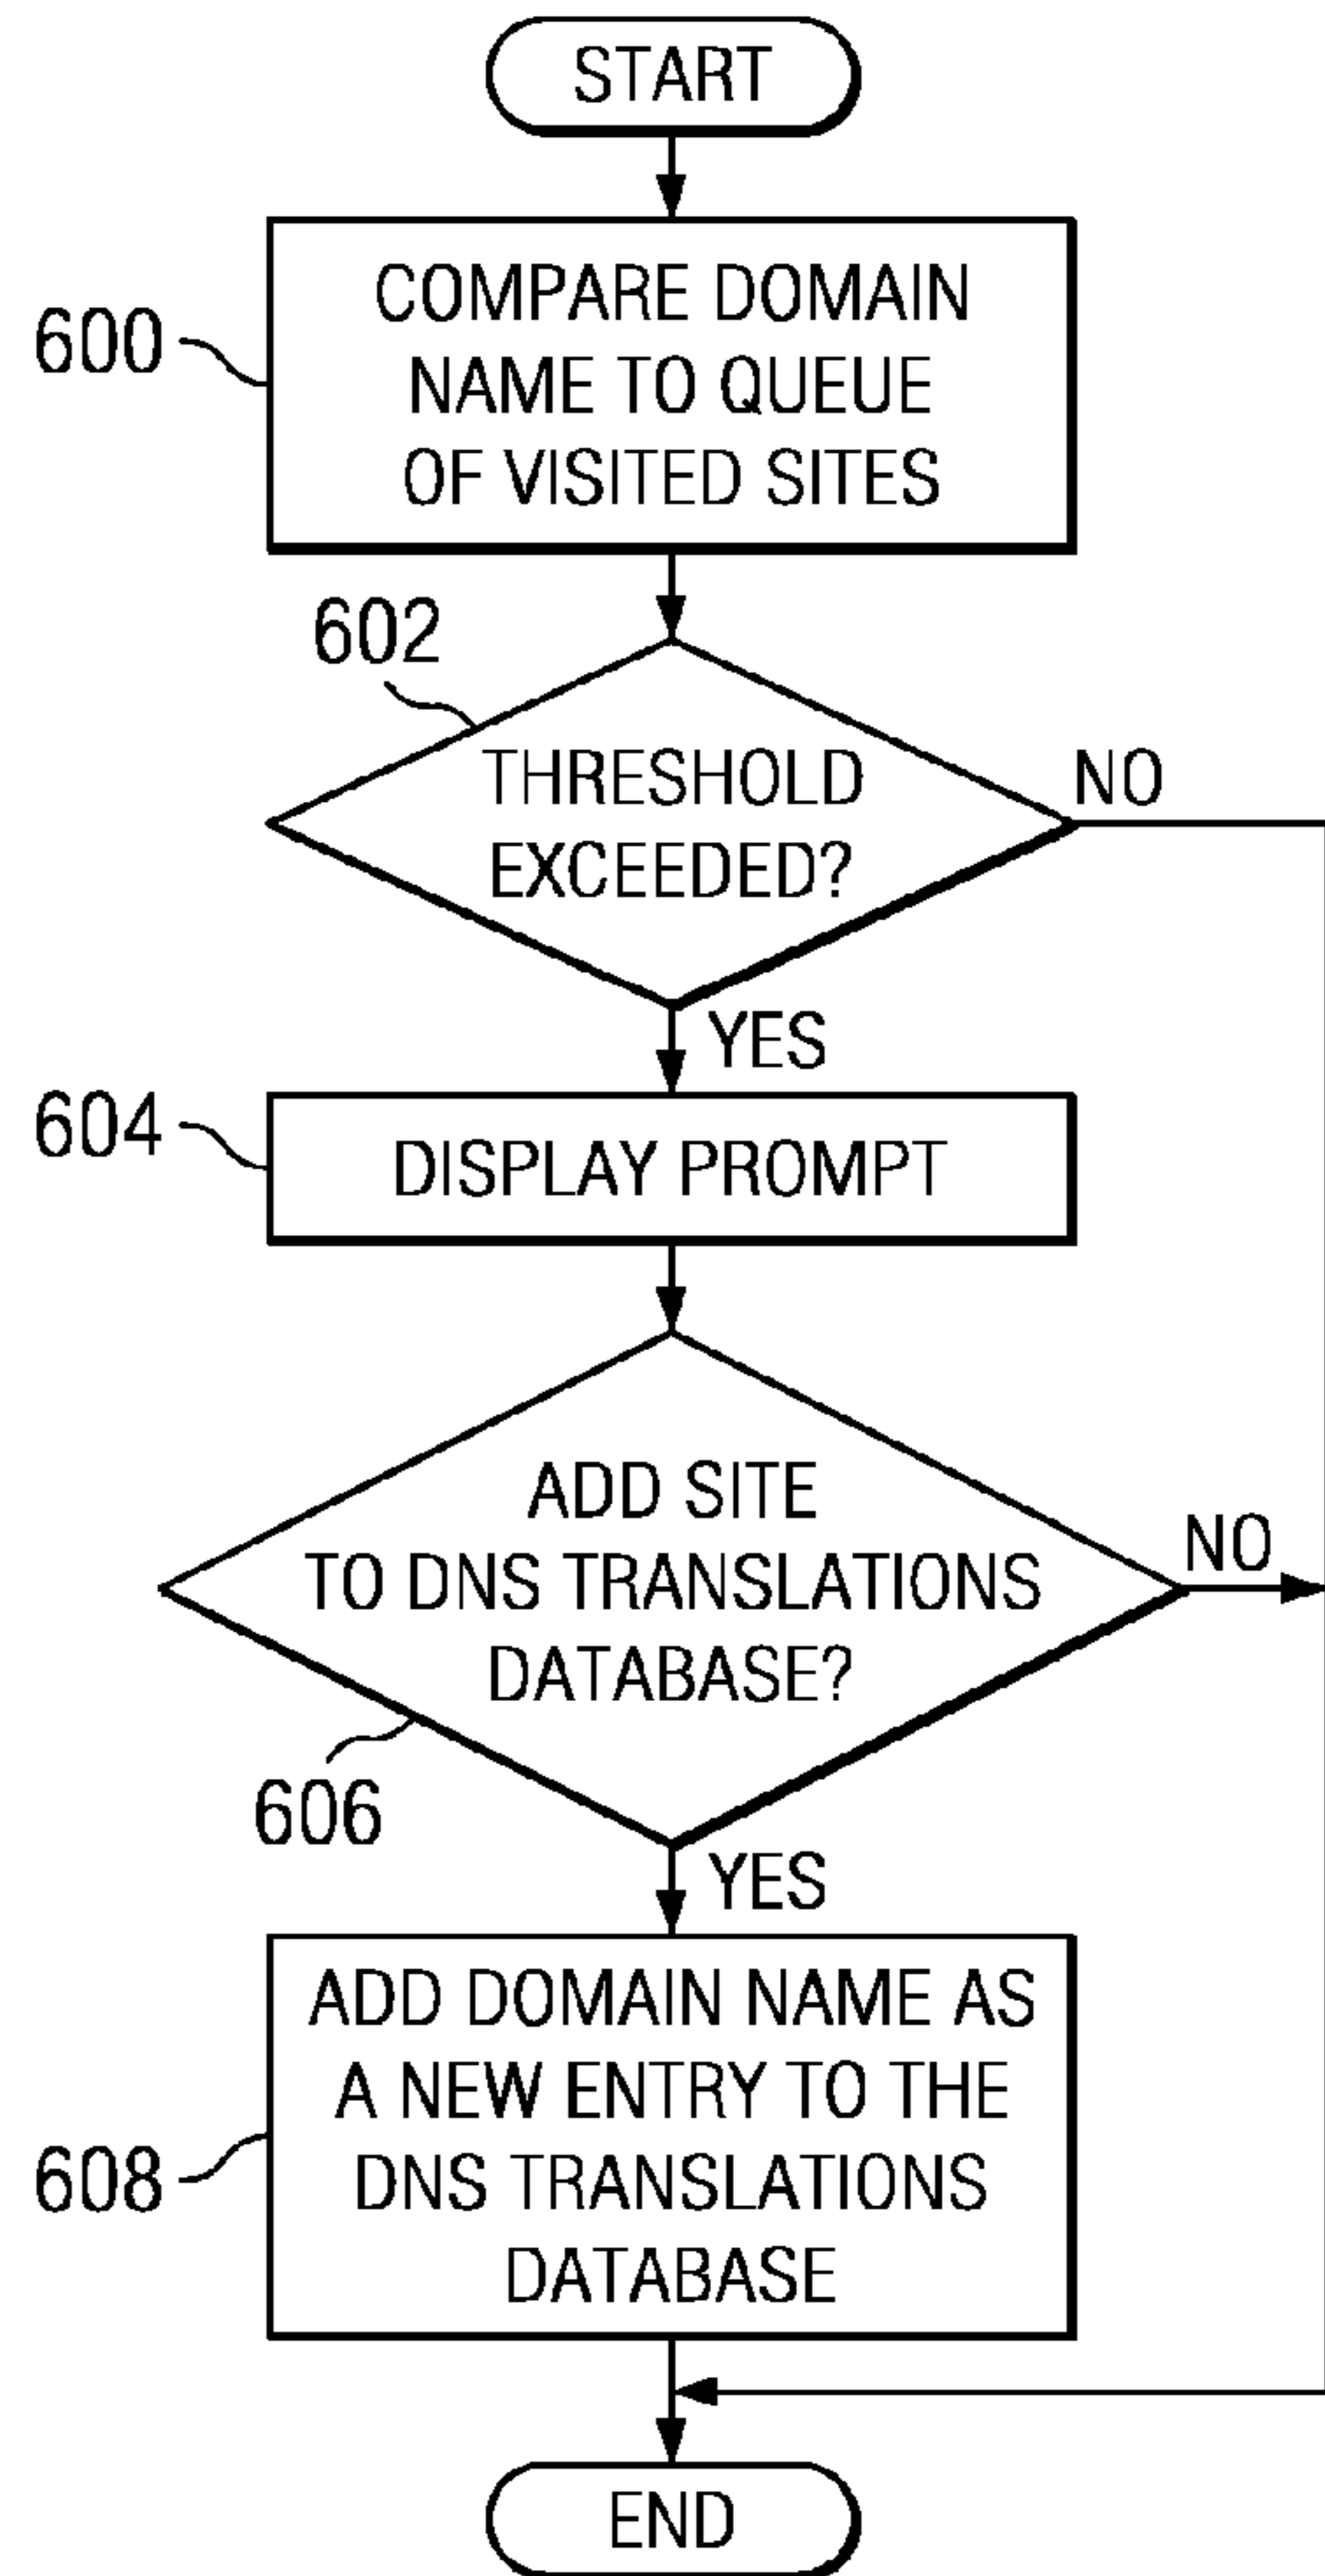 START
COMPARE DOMAIN
NAME TO QUEUE
OF VISITED SITES
600
602
THRESHOLD
EXCEEDED?
NO
YES
604
DISPLAY PROMPT
ADD SITE
TO DNS TRANSLATIONS
DATABASE?
NO
606
YES
ADD DOMAIN NAME AS
A NEW ENTRY TO THE
DNS TRANSLATIONS
DATABASE
608
END